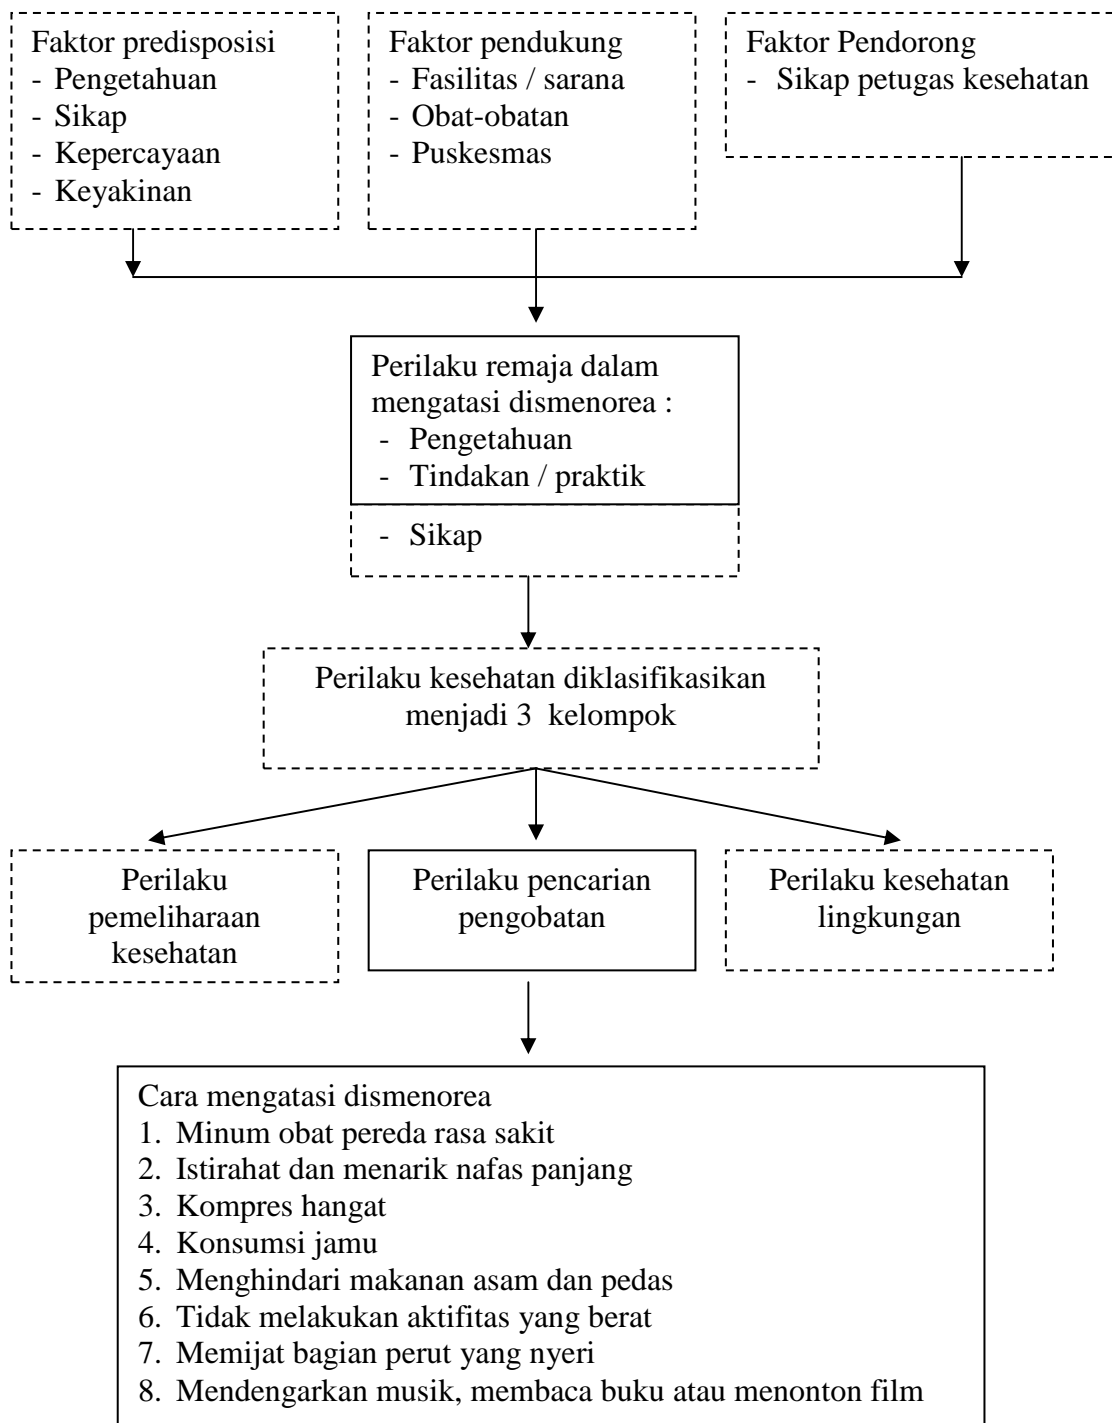 Faktor predisposisi
- Pengetahuan
- Sikap
- Kepercayaan
- Keyakinan
Faktor pendukung
- Fasilitas / sarana
- Obat-obatan
- Puskesmas
Faktor Pendorong
- Sikap petugas kesehatan
Perilaku remaja dalam
mengatasi dismenorea :
- Pengetahuan
- Tindakan / praktik
- Sikap
Perilaku kesehatan diklasifikasikan
menjadi 3 kelompok
Perilaku
pemeliharaan
kesehatan
Perilaku pencarian
pengobatan
Perilaku kesehatan
lingkungan
Cara mengatasi dismenorea
1. Minum obat pereda rasa sakit
2. Istirahat dan menarik nafas panjang
3. Kompres hangat
4. Konsumsi jamu
5. Menghindari makanan asam dan pedas
6. Tidak melakukan aktifitas yang berat
7. Memijat bagian perut yang nyeri
8. Mendengarkan musik, membaca buku atau menonton film